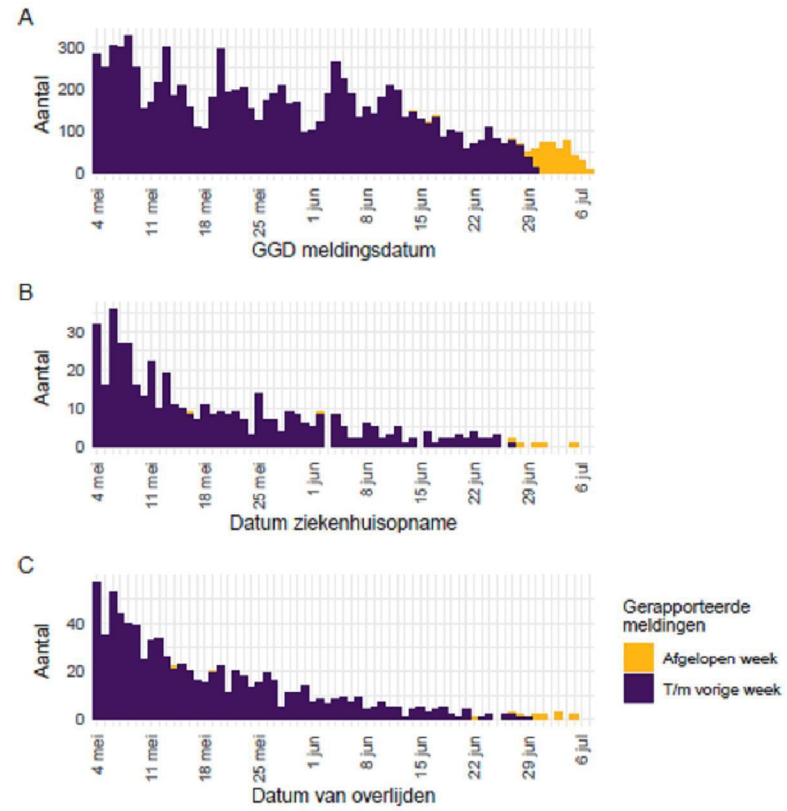 A
Aantal
300
200
100
0
4 mei
11 mei
18 mei
25 mei
1 jun
8 jun
15 jun
22 jun
29 jun
6 jul
GGD meldingsdatum
B
Aantal
30
20
10
0
4 mei
11 mei
18 mei
25 mei
1 jun
8 jun
15 jun
22 jun
29 jun
6 jul
Datum ziekenhuisopname
C
Aantal
40
20
0
4 mei
11 mei
18 mei
25 mei
1 jun
8 jun
15 jun
22 jun
29 jun
6 jul
Datum van overlijden
Gerapporteerde
meldingen
Afgelopen week
T/m vorige week